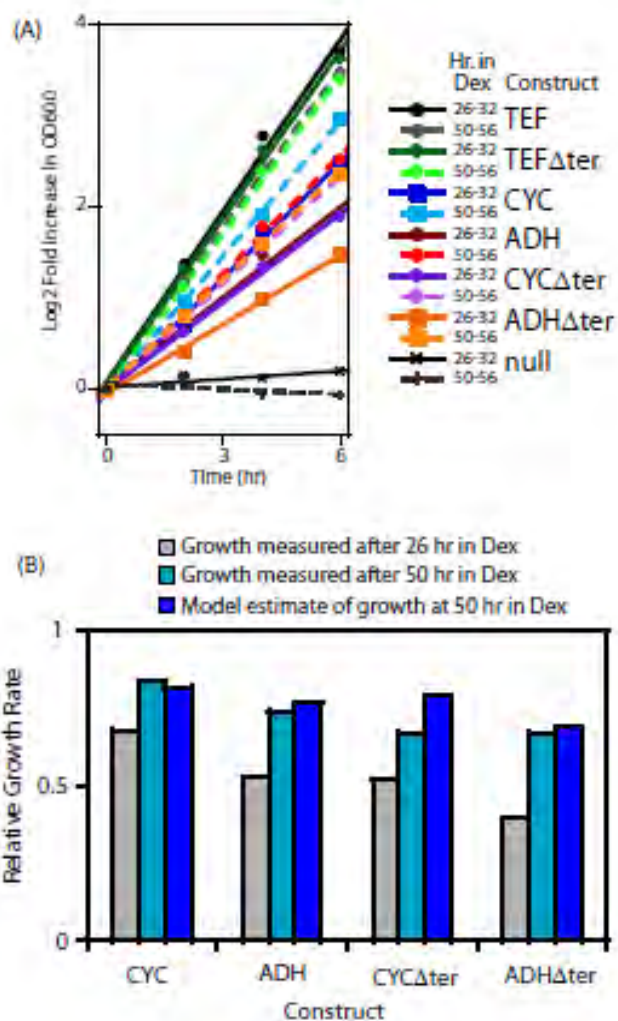 (A)
4
2
0
Log2 Fold Increase In OD600
0 3 6
Time (hr)
Hr. in
Dex Construct
26-32 TEF
50-56
26-32 TEFΔter
50-56
26-32 CYC
50-56
26-32 ADH
50-56
26-32 CYCΔter
50-56
26-32 ADHΔter
50-56
26-32 null
50-56
(B)
Growth measured after 26 hr in Dex
Growth measured after 50 hr in Dex
Model estimate of growth at 50 hr in Dex
1
0.5
0
Relative Growth Rate
CYC ADH CYCΔter ADHΔter
Construct